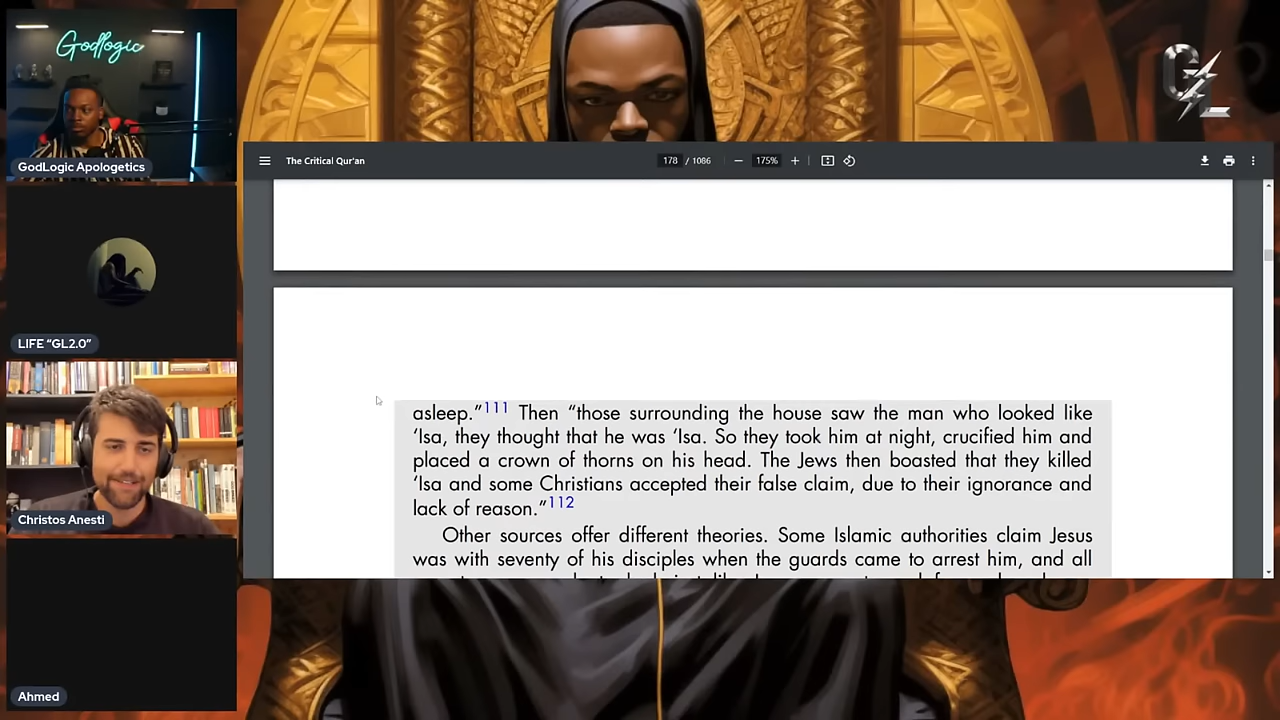 Godlogic
GodLogic Apologetics
LIFE “GL2.0”
Christos Anesti
Ahmed
GL
The Critical Qur'an
178 / 1086
175%
asleep.”111 Then “those surrounding the house saw the man who looked like
‘Isa, they thought that he was ‘Isa. So they took him at night, crucified him and
placed a crown of thorns on his head. The Jews then boasted that they killed
‘Isa and some Christians accepted their false claim, due to their ignorance and
lack of reason.”112
Other sources offer different theories. Some Islamic authorities claim Jesus
was with seventy of his disciples when the guards came to arrest him, and all